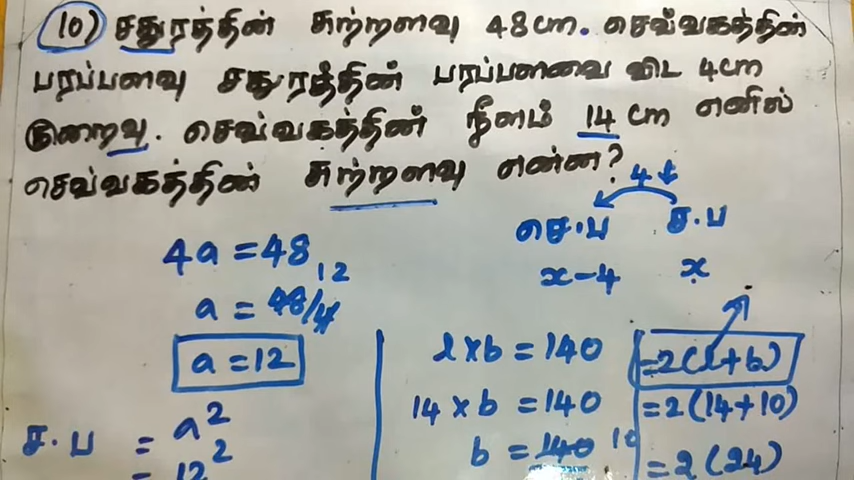 10) சதுரத்தின் சுற்றளவு 48cm. செவ்வகத்தின்
பரப்பளவு சதுரத்தின் பரப்பளவை விட 4cm
குறைவு. செவ்வகத்தின் நீளம் 14 cm எனில்
செவ்வகத்தின் சுற்றளவு என்ன?
4↓
செ.ப ச.ப
x-4 x
4a = 48
a = 48/4 12
a = 12
ச.ப = a²
= 12²
l x b = 140
14 x b = 140
b = 140 10
= 2(l+b)
= 2(14+10)
= 2(24)